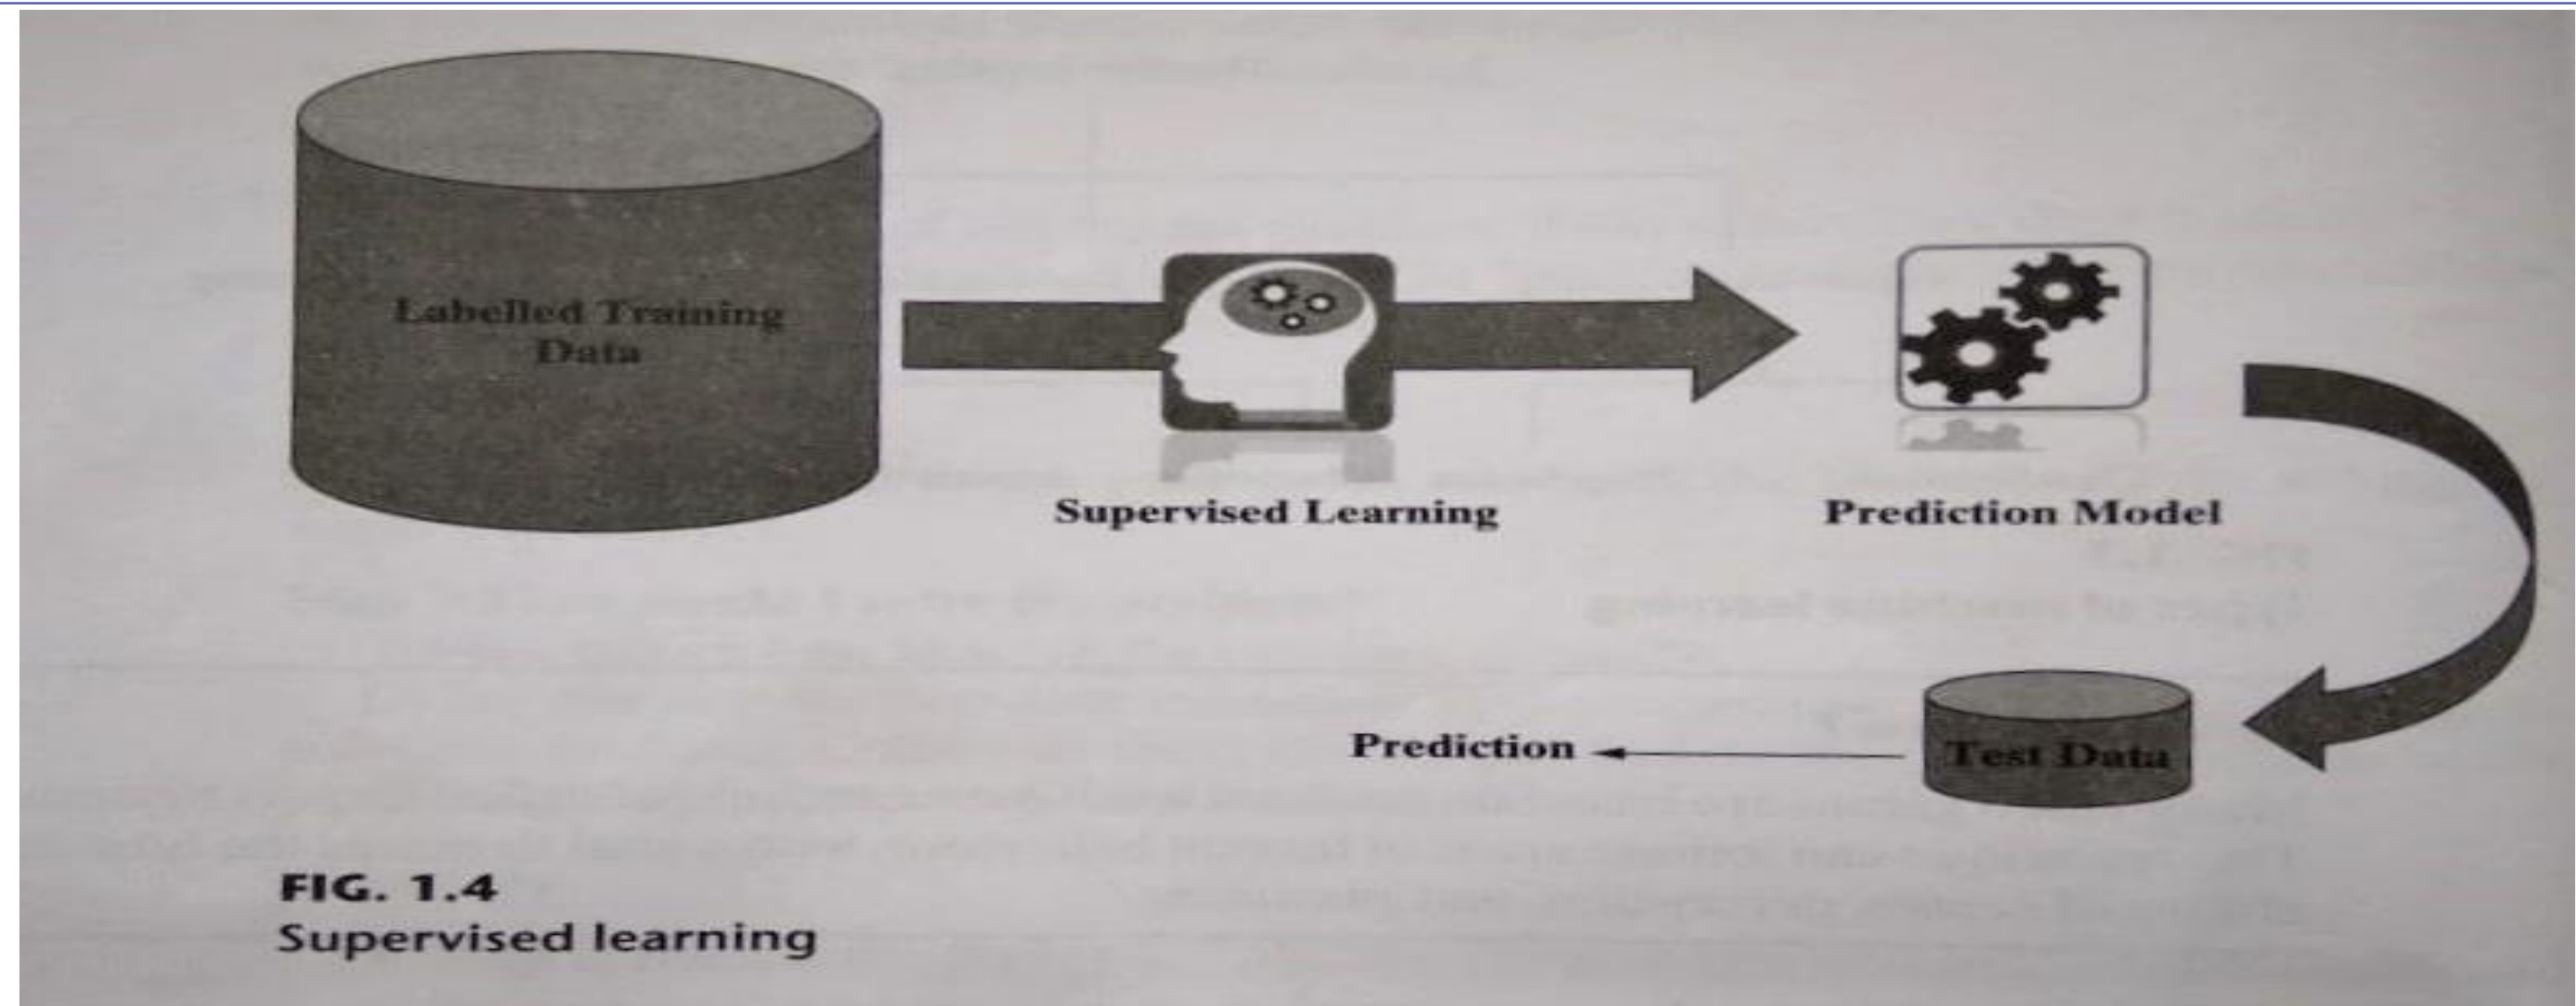 Labelled Training
Data
Supervised Learning
Prediction Model
Test Data
Prediction
FIG. 1.4
Supervised learning